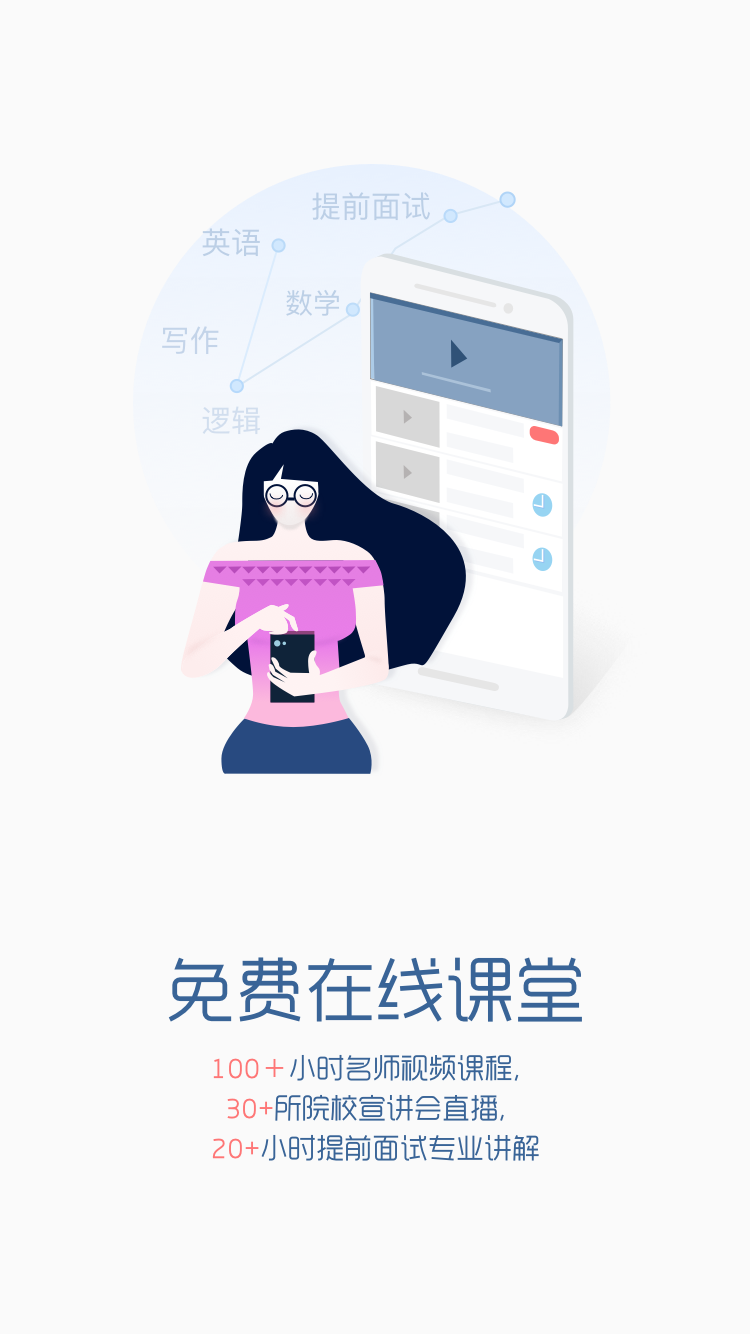 提前面试
英语
数学
写作
逻辑
免费在线课堂
100+小时名师视频课程,
30+所院校宣讲会直播,
20+小时提前面试专业讲解